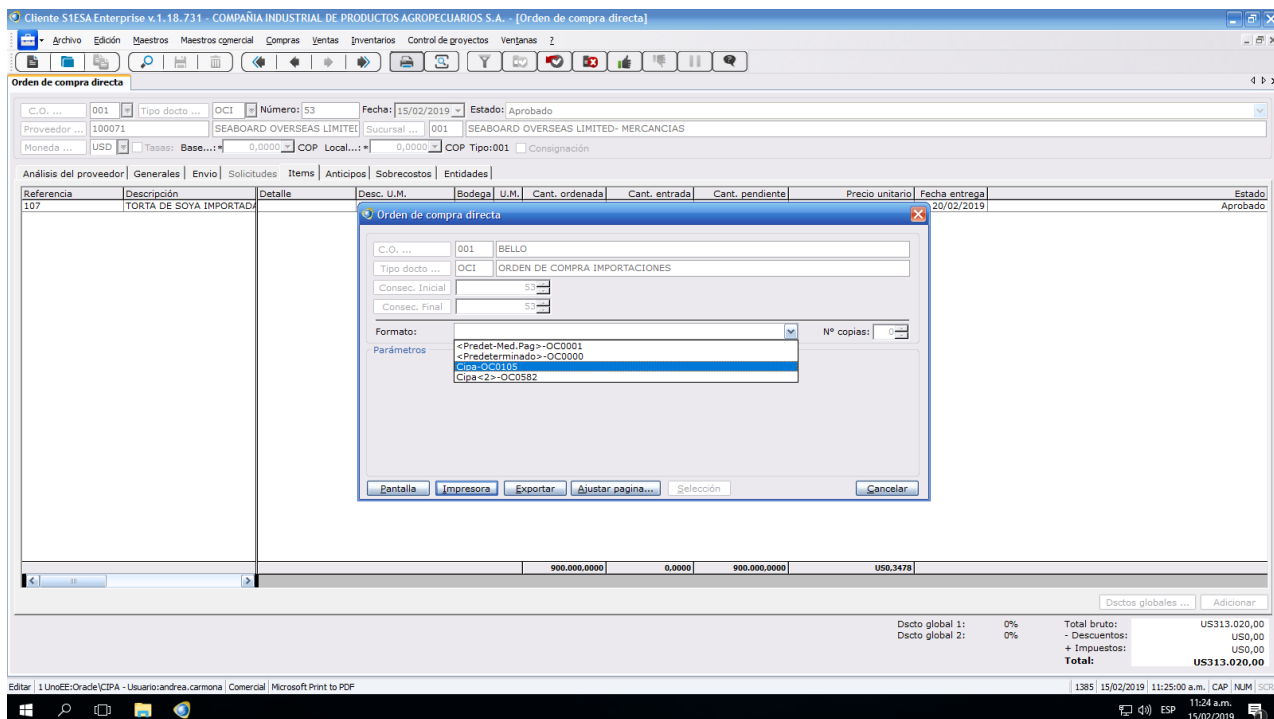 Cliente S1ESA Enterprise v.1.18.731 - COMPAÑIA INDUSTRIAL DE PRODUCTOS AGROPECUARIOS S.A. - [Orden de compra directa]
Archivo Edición Maestros Maestros comercial Compras Ventas Inventarios Control de proyectos Ventanas ?
Orden de compra directa
C.O. ... 001 Tipo docto ... OCI Número: 53 Fecha: 15/02/2019 Estado: Aprobado
Proveedor ... 100071 SEABOARD OVERSEAS LIMITED Sucursal ... 001 SEABOARD OVERSEAS LIMITED- MERCANCIAS
Moneda ... USD Tasas: Base...:* 0,0000 COP Local...:* 0,0000 COP Tipo:001 Consignación
Análisis del proveedor Generales Envio Solicitudes Items Anticipos Sobrecostos Entidades
Referencia Descripción Detalle Desc. U.M. Bodega U.M. Cant. ordenada Cant. entrada Cant. pendiente Precio unitario Fecha entrega Estado
107 TORTA DE SOYA IMPORTADA 20/02/2019 Aprobado
Orden de compra directa
C.O. ... 001 BELLO
Tipo docto ... OCI ORDEN DE COMPRA IMPORTACIONES
Consec. Inicial 53
Consec. Final 53
Formato: Nº copias: 0
<Predet-Med.Pag>-OC0001
Parámetros
<Predeterminado>-OC0000
Cipa-OC0105
Cipa<2>-OC0582
Pantalla Impresora Exportar Ajustar pagina... Selección Cancelar
900.000,0000 0,0000 900.000,0000 US0,3478
Dsctos globales ... Adicionar
Dscto global 1: 0% Total bruto: US313.020,00
Dscto global 2: 0% - Descuentos: US0,00
+ Impuestos: US0,00
Total: US313.020,00
Editar 1 UnoEE:Oracle\CIPA - Usuario:andrea.carmona Comercial Microsoft Print to PDF 1385 15/02/2019 11:25:00 a.m. CAP NUM SCR
ESP 11:24 a.m.
15/02/2019